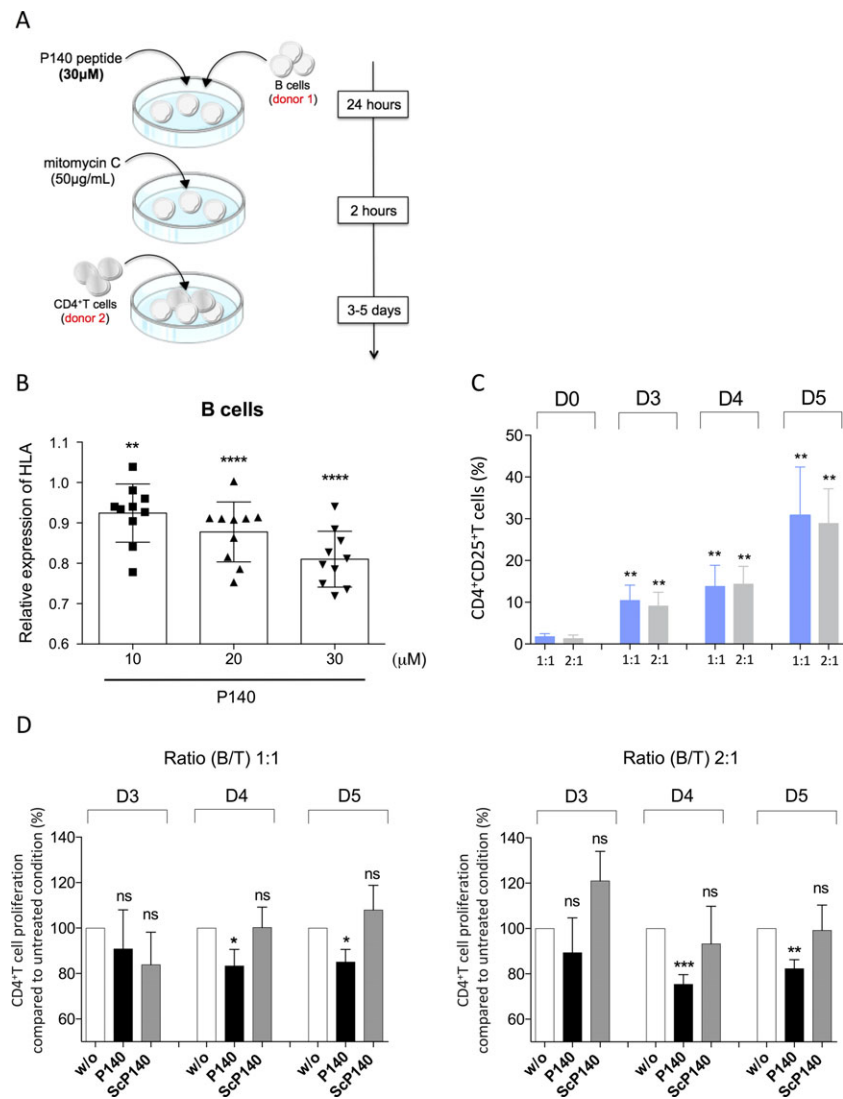 A
P140 peptide
(30µM)
B cells
(donor 1)
24 hours
mitomycin C
(50µg/mL)
2 hours
CD4⁺T cells
(donor 2)
3-5 days
B
B cells
Relative expression of HLA
1.1
1.0
0.9
0.8
0.7
0.6
** **** ****
10 20 30 (µM)
P140
C
D0 D3 D4 D5
CD4⁺CD25⁺T cells (%)
50
40
30
20
10
0
** ** ** ** ** **
1:1 2:1 1:1 2:1 1:1 2:1 1:1 2:1
D
Ratio (B/T) 1:1
D3 D4 D5
CD4⁺T cell proliferation
compared to untreated condition (%)
140
120
100
80
60
ns ns * ns * ns
w/o P140 ScP140 w/o P140 ScP140 w/o P140 ScP140
Ratio (B/T) 2:1
D3 D4 D5
CD4⁺T cell proliferation
compared to untreated condition (%)
140
120
100
80
60
ns ns *** ns ** ns
w/o P140 ScP140 w/o P140 ScP140 w/o P140 ScP140